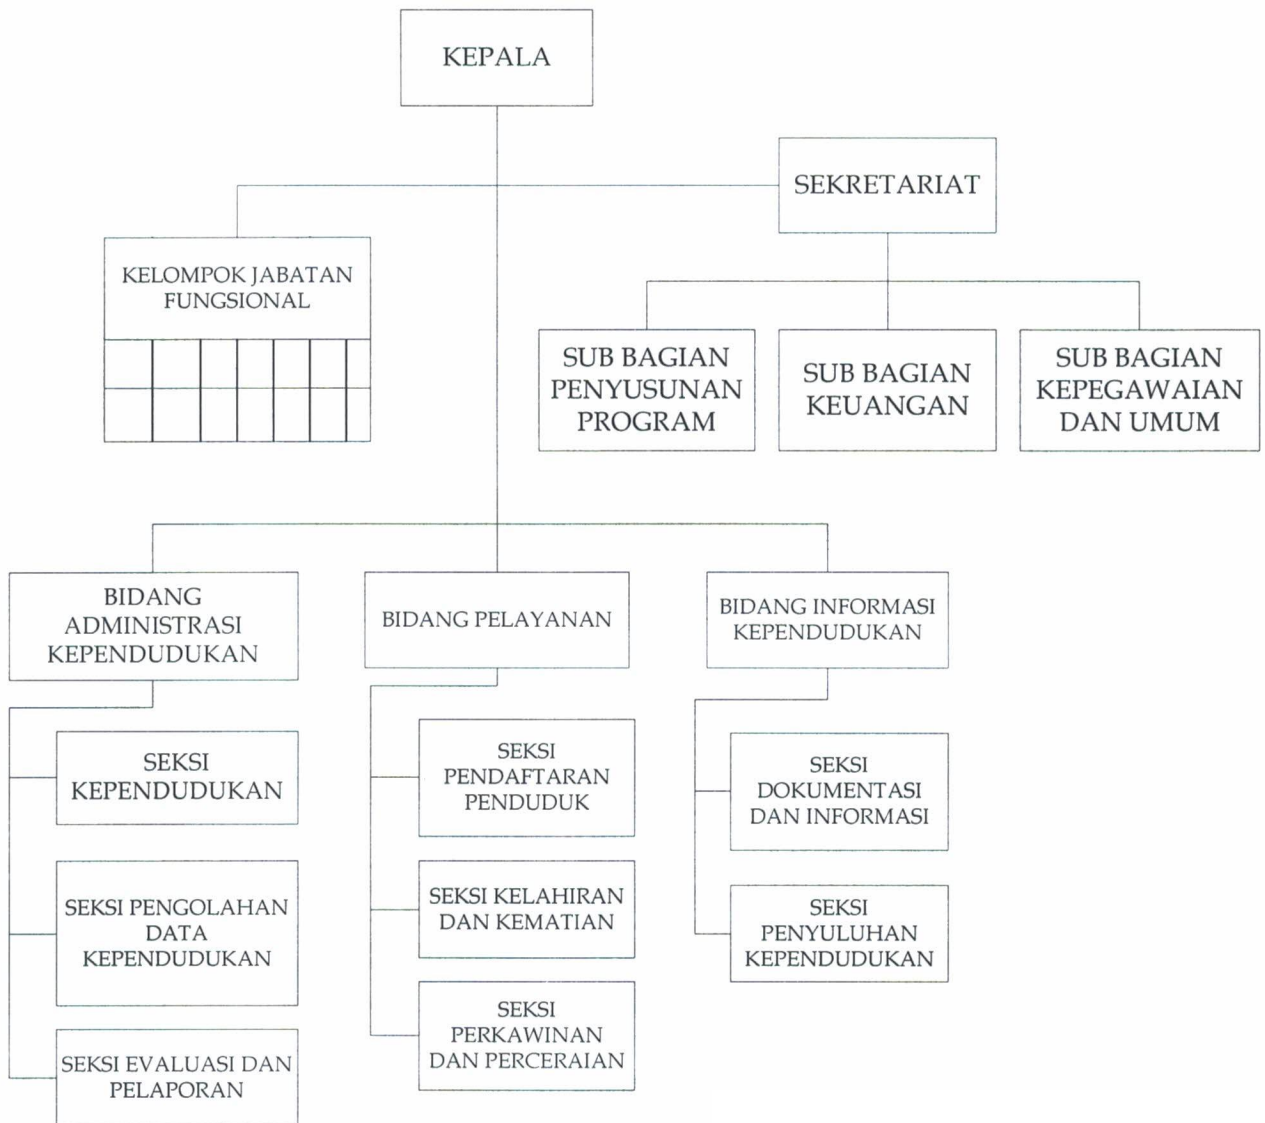 KEPALA
SEKRETARIAT
KELOMPOK JABATAN
FUNGSIONAL
SUB BAGIAN
PENYUSUNAN
PROGRAM
SUB BAGIAN
KEUANGAN
SUB BAGIAN
KEPEGAWAIAN
DAN UMUM
BIDANG
ADMINISTRASI
KEPENDUDUKAN
BIDANG PELAYANAN
BIDANG INFORMASI
KEPENDUDUKAN
SEKSI
KEPENDUDUKAN
SEKSI PENGOLAHAN
DATA
KEPENDUDUKAN
SEKSI EVALUASI DAN
PELAPORAN
SEKSI
PENDAFTARAN
PENDUDUK
SEKSI KELAHIRAN
DAN KEMATIAN
SEKSI
PERKAWINAN
DAN PERCERAIAN
SEKSI
DOKUMENTASI
DAN INFORMASI
SEKSI
PENYULUHAN
KEPENDUDUKAN